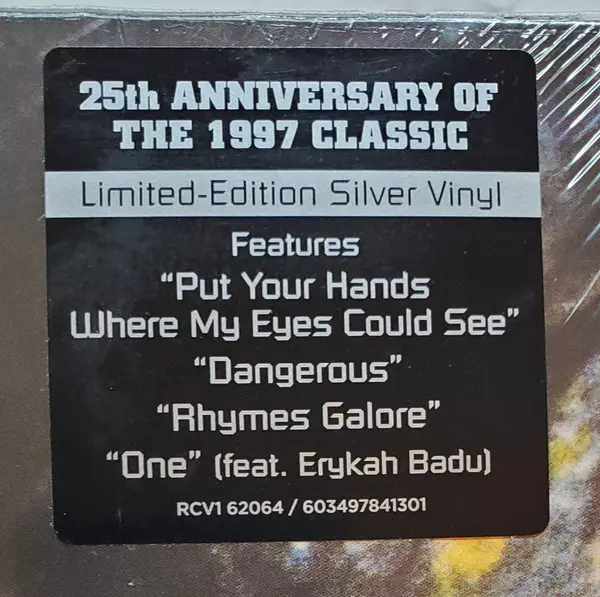 25th ANNIVERSARY OF
THE 1997 CLASSIC
Limited-Edition Silver Vinyl
Features
“Put Your Hands
Where My Eyes Could See”
“Dangerous”
“Rhymes Galore”
“One” (feat. Erykah Badu)
RCV1 62064 / 603497841301